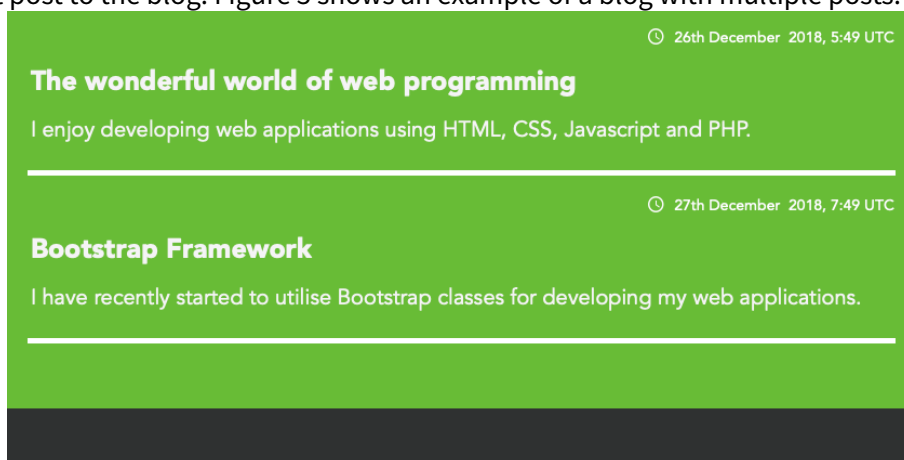 post to the blog. Figure 3 shows an example of a blog with multiple posts.
26th December 2018, 5:49 UTC
The wonderful world of web programming
I enjoy developing web applications using HTML, CSS, Javascript and PHP.
27th December 2018, 7:49 UTC
Bootstrap Framework
I have recently started to utilise Bootstrap classes for developing my web applications.